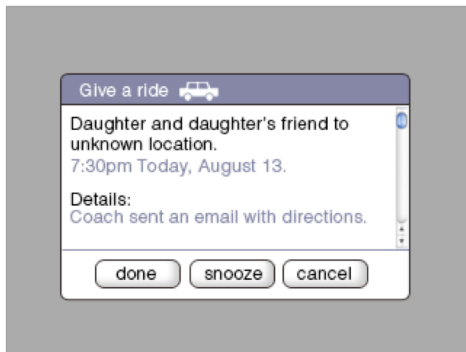 Give a ride
Daughter and daughter's friend to
unknown location.
7:30pm Today, August 13.
Details:
Coach sent an email with directions.
done snooze cancel